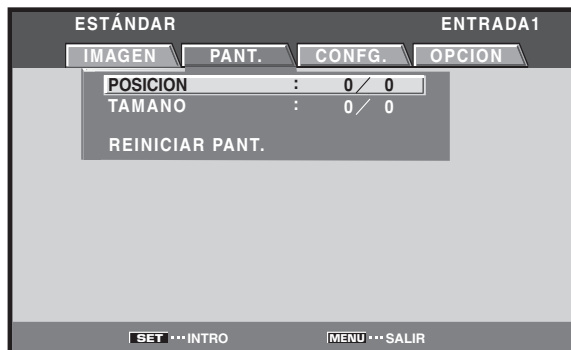 ESTÁNDAR ENTRADA1
IMAGEN PANT. CONFG. OPCION
POSICION : 0/ 0
TAMANO : 0/ 0
REINICIAR PANT.
SET ···INTRO MENU ···SALIR